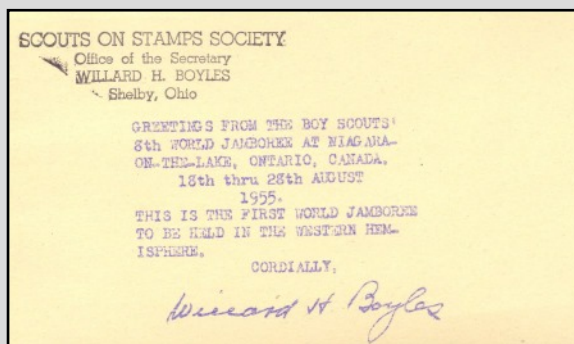 SCOUTS ON STAMPS SOCIETY
Office of the Secretary
WILLARD H. BOYLES
Shelby, Ohio
GREETINGS FROM THE BOY SCOUTS'
8th WORLD JAMBOREE AT NIAGARA-
ON-THE-LAKE, ONTARIO, CANADA.
18th thru 28th AUGUST
1955.
THIS IS THE FIRST WORLD JAMBOREE
TO BE HELD IN THE WESTERN HEM-
ISPHERE.
CORDIALLY,
Willard H Boyles